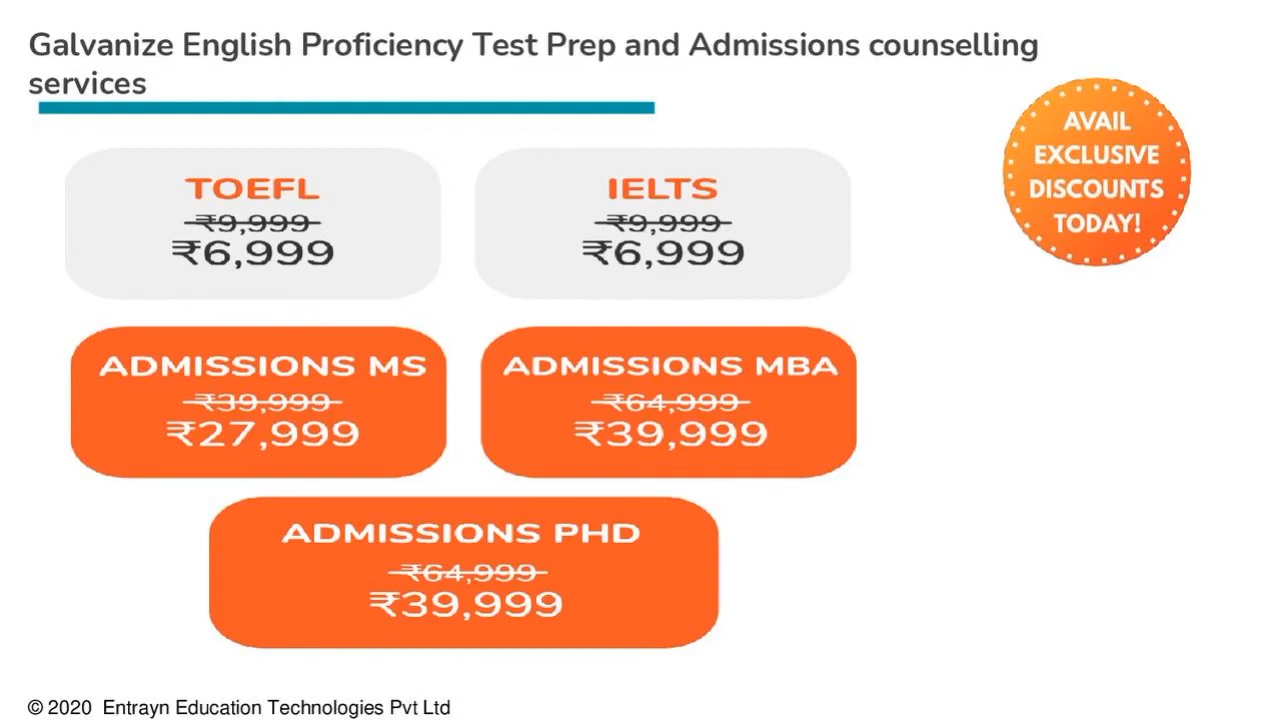 Galvanize English Proficiency Test Prep and Admissions counselling
services
AVAIL
EXCLUSIVE
DISCOUNTS
TODAY!
TOEFL
₹9,999
₹6,999
IELTS
₹9,999
₹6,999
ADMISSIONS MS
₹39,999
₹27,999
ADMISSIONS MBA
₹64,999
₹39,999
ADMISSIONS PHD
₹64,999
₹39,999
© 2020 Entrayn Education Technologies Pvt Ltd